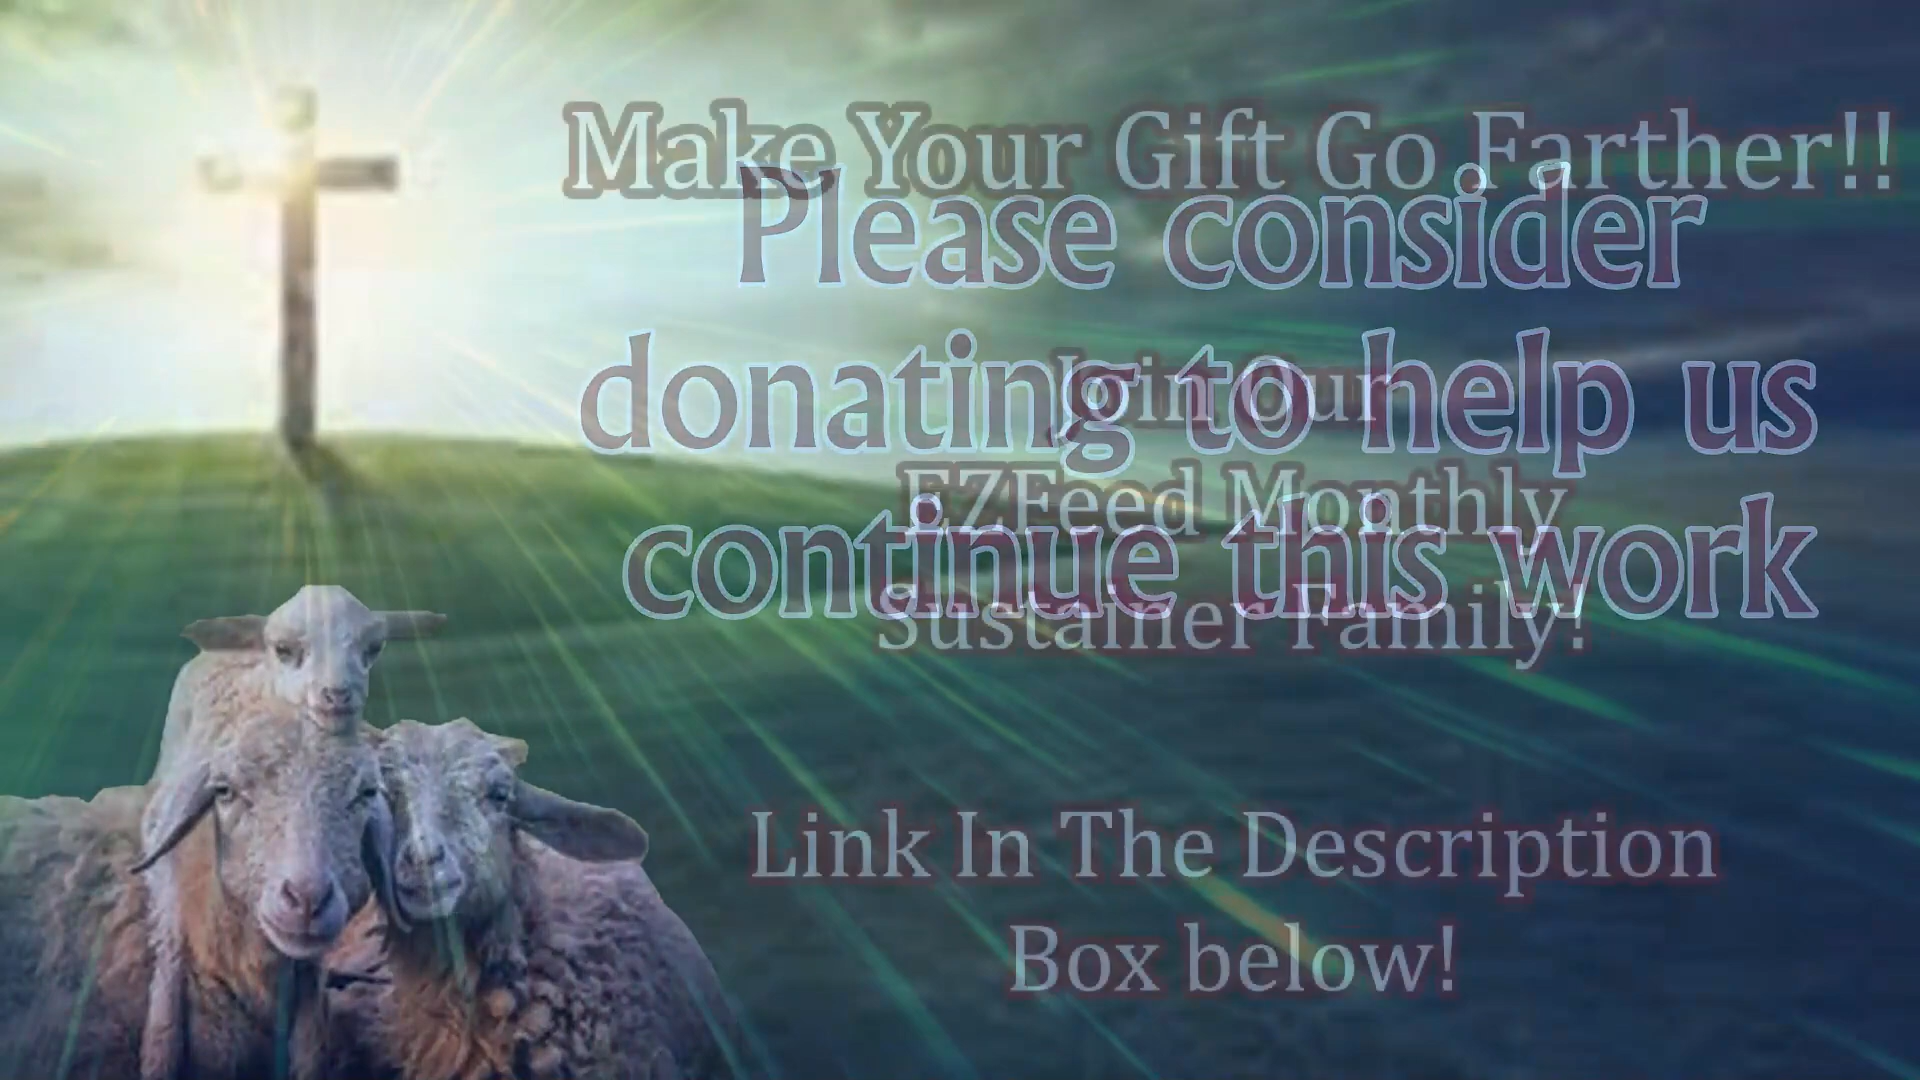 Make Your Gift Go Farther!!
Please consider
donating to help us
continue this work
Join Our
EZFeed Monthly
Sustainer Family!
Link In The Description
Box below!